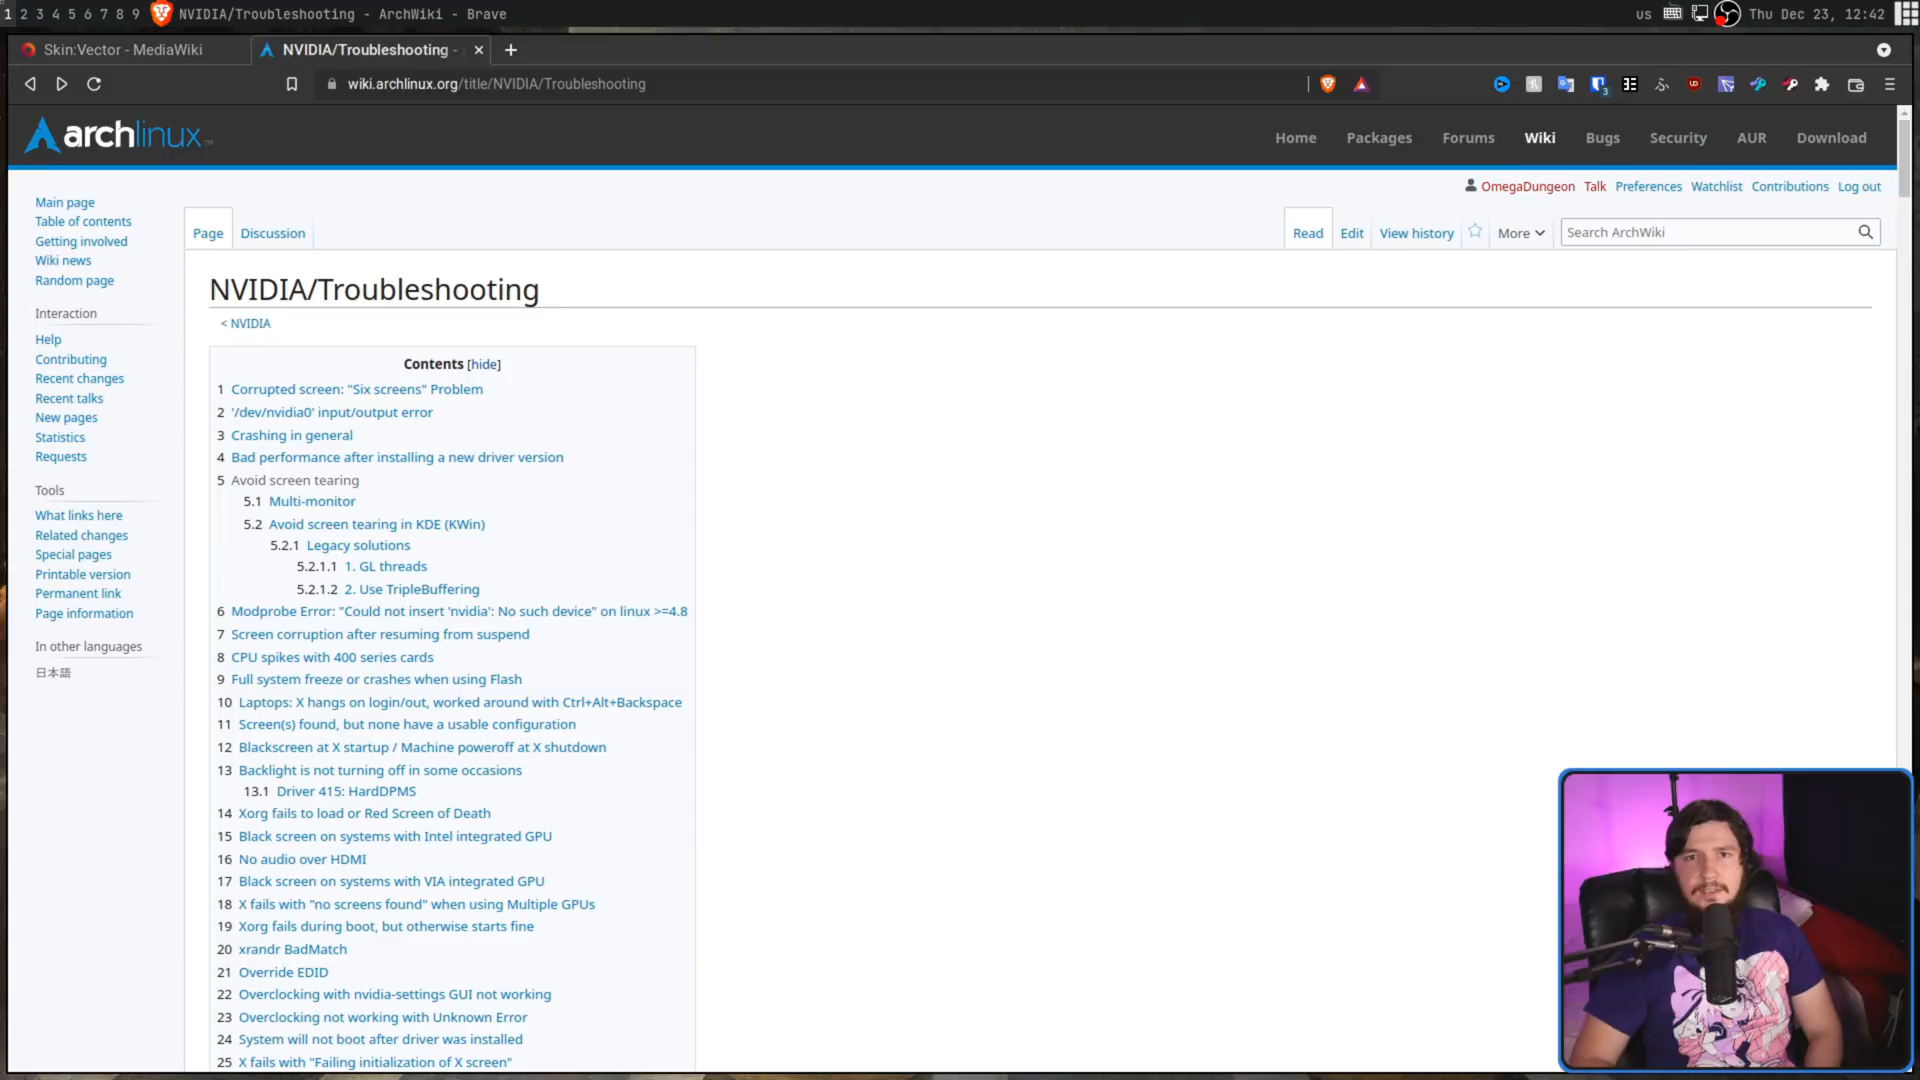 1 2 3 4 5 6 7 8 9 NVIDIA/Troubleshooting - ArchWiki - Brave
us Thu Dec 23, 12:42
Skin:Vector - MediaWiki
NVIDIA/Troubleshooting -
wiki.archlinux.org/title/NVIDIA/Troubleshooting
archlinux
Home Packages Forums Wiki Bugs Security AUR Download
OmegaDungeon Talk Preferences Watchlist Contributions Log out
Main page
Table of contents
Getting involved
Wiki news
Random page
Interaction
Help
Contributing
Recent changes
Recent talks
New pages
Statistics
Requests
Tools
What links here
Related changes
Special pages
Printable version
Permanent link
Page information
In other languages
日本語
Page Discussion
Read Edit View history More Search ArchWiki
NVIDIA/Troubleshooting
< NVIDIA
Contents [hide]
1 Corrupted screen: "Six screens" Problem
2 '/dev/nvidia0' input/output error
3 Crashing in general
4 Bad performance after installing a new driver version
5 Avoid screen tearing
5.1 Multi-monitor
5.2 Avoid screen tearing in KDE (KWin)
5.2.1 Legacy solutions
5.2.1.1 1. GL threads
5.2.1.2 2. Use TripleBuffering
6 Modprobe Error: "Could not insert 'nvidia': No such device" on linux >=4.8
7 Screen corruption after resuming from suspend
8 CPU spikes with 400 series cards
9 Full system freeze or crashes when using Flash
10 Laptops: X hangs on login/out, worked around with Ctrl+Alt+Backspace
11 Screen(s) found, but none have a usable configuration
12 Blackscreen at X startup / Machine poweroff at X shutdown
13 Backlight is not turning off in some occasions
13.1 Driver 415: HardDPMS
14 Xorg fails to load or Red Screen of Death
15 Black screen on systems with Intel integrated GPU
16 No audio over HDMI
17 Black screen on systems with VIA integrated GPU
18 X fails with "no screens found" when using Multiple GPUs
19 Xorg fails during boot, but otherwise starts fine
20 xrandr BadMatch
21 Override EDID
22 Overclocking with nvidia-settings GUI not working
23 Overclocking not working with Unknown Error
24 System will not boot after driver was installed
25 X fails with "Failing initialization of X screen"